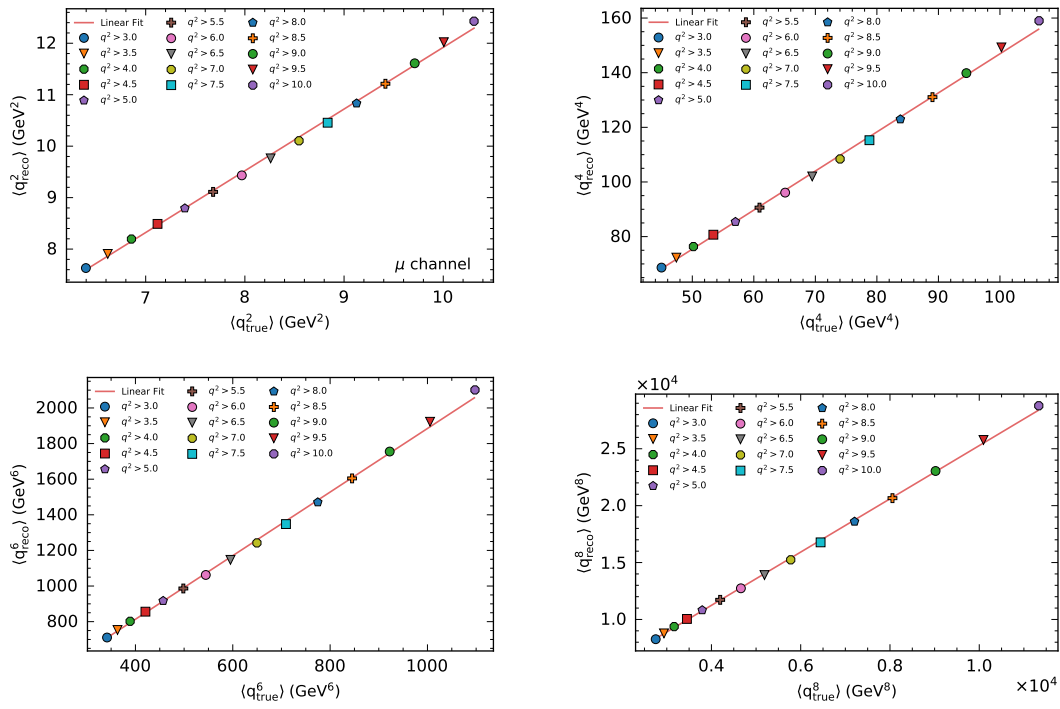 Linear Fit
q² > 3.0
q² > 3.5
q² > 4.0
q² > 4.5
q² > 5.0
q² > 5.5
q² > 6.0
q² > 6.5
q² > 7.0
q² > 7.5
q² > 8.0
q² > 8.5
q² > 9.0
q² > 9.5
q² > 10.0
12
11
10
9
8
⟨q²reco⟩ (GeV²)
μ channel
7 8 9 10
⟨q²true⟩ (GeV²)
Linear Fit
q² > 3.0
q² > 3.5
q² > 4.0
q² > 4.5
q² > 5.0
q² > 5.5
q² > 6.0
q² > 6.5
q² > 7.0
q² > 7.5
q² > 8.0
q² > 8.5
q² > 9.0
q² > 9.5
q² > 10.0
160
140
120
100
80
⟨q⁴reco⟩ (GeV⁴)
50 60 70 80 90 100
⟨q⁴true⟩ (GeV⁴)
Linear Fit
q² > 3.0
q² > 3.5
q² > 4.0
q² > 4.5
q² > 5.0
q² > 5.5
q² > 6.0
q² > 6.5
q² > 7.0
q² > 7.5
q² > 8.0
q² > 8.5
q² > 9.0
q² > 9.5
q² > 10.0
2000
1800
1600
1400
1200
1000
800
⟨q⁶reco⟩ (GeV⁶)
400 600 800 1000
⟨q⁶true⟩ (GeV⁶)
×10⁴
Linear Fit
q² > 3.0
q² > 3.5
q² > 4.0
q² > 4.5
q² > 5.0
q² > 5.5
q² > 6.0
q² > 6.5
q² > 7.0
q² > 7.5
q² > 8.0
q² > 8.5
q² > 9.0
q² > 9.5
q² > 10.0
2.5
2.0
1.5
1.0
⟨q⁸reco⟩ (GeV⁸)
0.4 0.6 0.8 1.0
⟨q⁸true⟩ (GeV⁸)
×10⁴